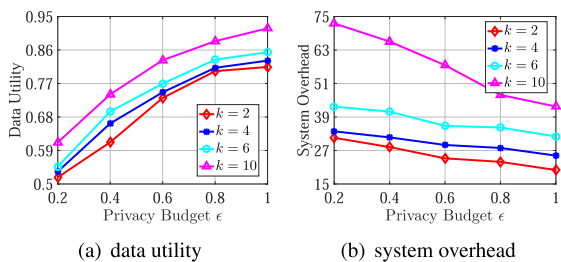 0.95
0.86
0.77
0.68
0.59
0.5
Data Utility
0.2 0.4 0.6 0.8 1
Privacy Budget ϵ
k = 2
k = 4
k = 6
k = 10
(a) data utility
75
63
51
39
27
15
System Overhead
0.2 0.4 0.6 0.8 1
Privacy Budget ϵ
k = 2
k = 4
k = 6
k = 10
(b) system overhead